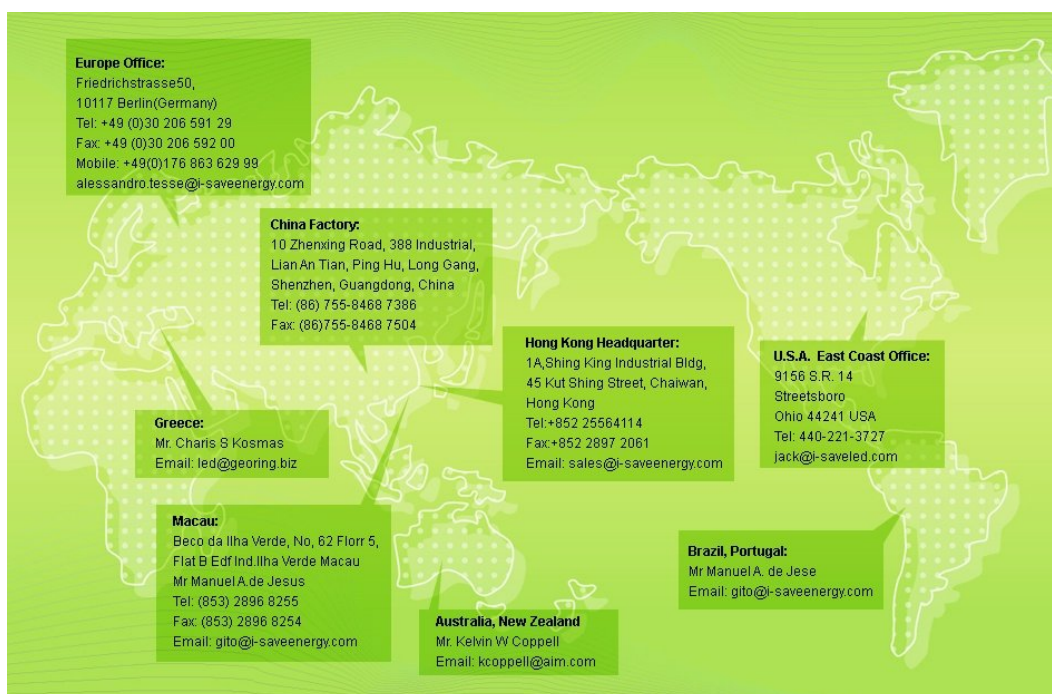 Europe Office:
Friedrichstrasse50,
10117 Berlin(Germany)
Tel: +49 (0)30 206 591 29
Fax: +49 (0)30 206 592 00
Mobile: +49(0)176 863 629 99
alessandro.tesse@i-saveenergy.com
China Factory:
10 Zhenxing Road, 388 Industrial,
Lian An Tian, Ping Hu, Long Gang,
Shenzhen, Guangdong, China
Tel: (86) 755-8468 7386
Fax: (86)755-8468 7504
Hong Kong Headquarter:
1A,Shing King Industrial Bldg,
45 Kut Shing Street, Chaiwan,
Hong Kong
Tel:+852 25564114
Fax:+852 2897 2061
Email: sales@i-saveenergy.com
U.S.A. East Coast Office:
9156 S.R. 14
Streetsboro
Ohio 44241 USA
Tel: 440-221-3727
jack@i-saveled.com
Greece:
Mr. Charis S Kosmas
Email: led@georing.biz
Macau:
Beco da Ilha Verde, No, 62 Florr 5,
Flat B Edf Ind.Ilha Verde Macau
Mr Manuel A.de Jesus
Tel: (853) 2896 8255
Fax: (853) 2896 8254
Email: gito@i-saveenergy.com
Brazil, Portugal:
Mr Manuel A. de Jese
Email: gito@i-saveenergy.com
Australia, New Zealand
Mr. Kelvin W Coppell
Email: kcoppell@aim.com